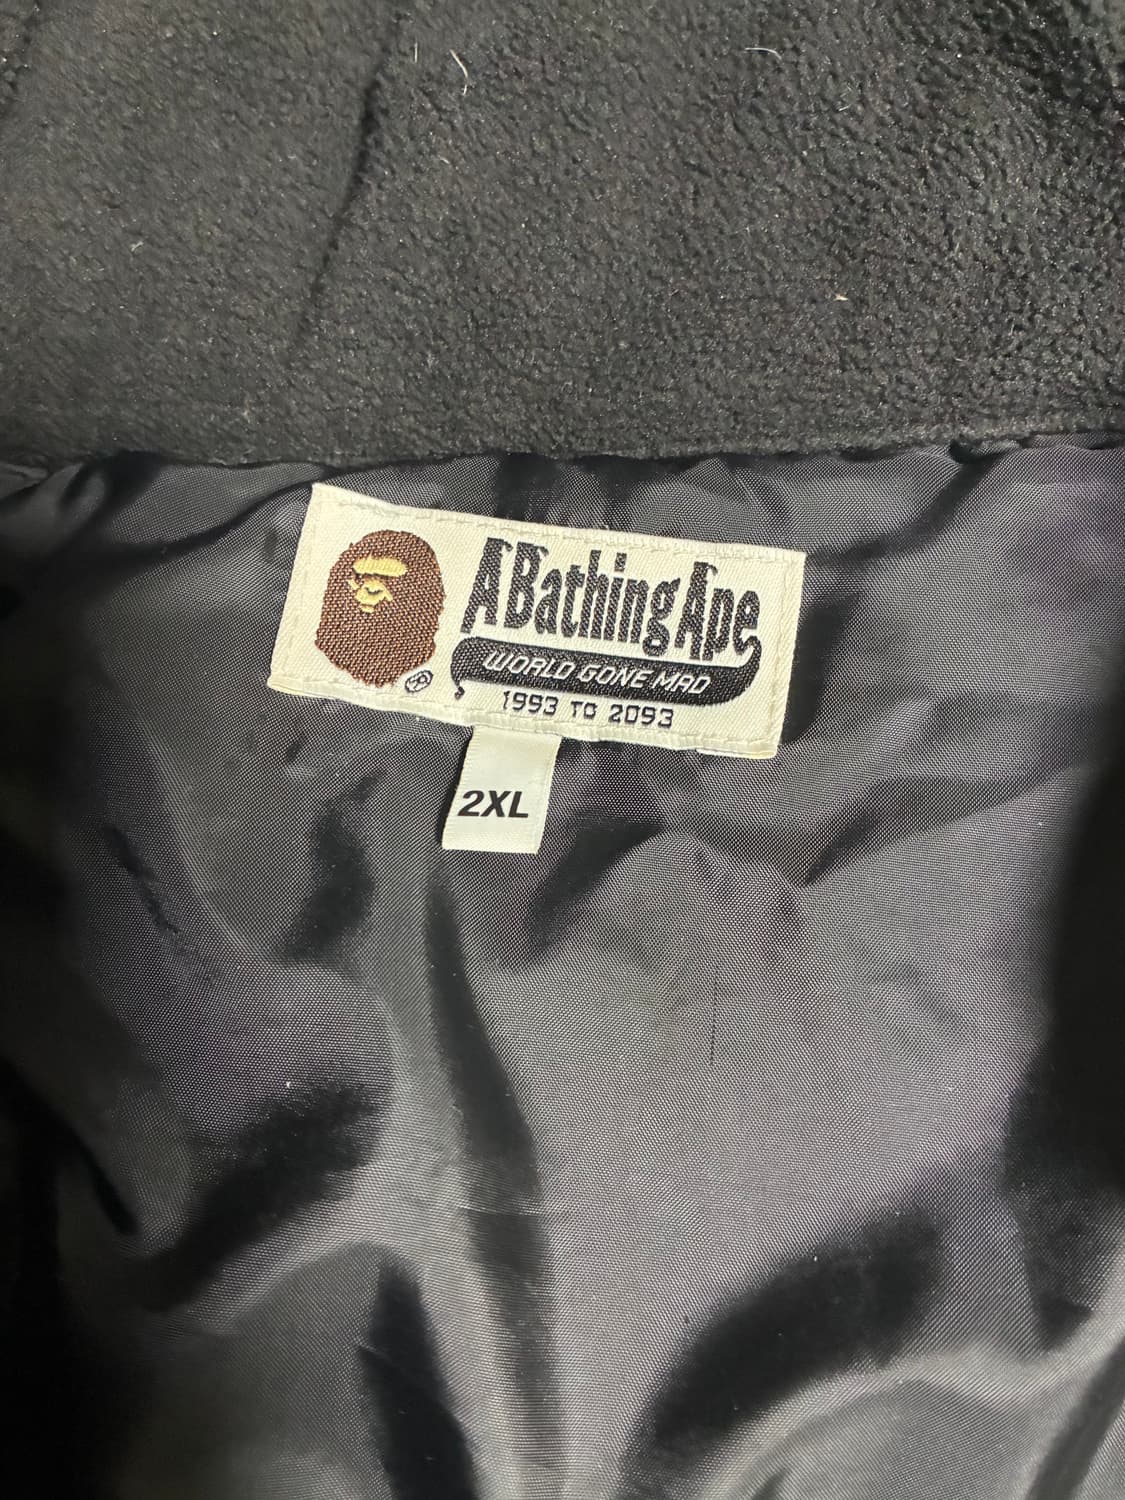 A Bathing Ape
WORLD GONE MAD
1993 TO 2093
®
2XL